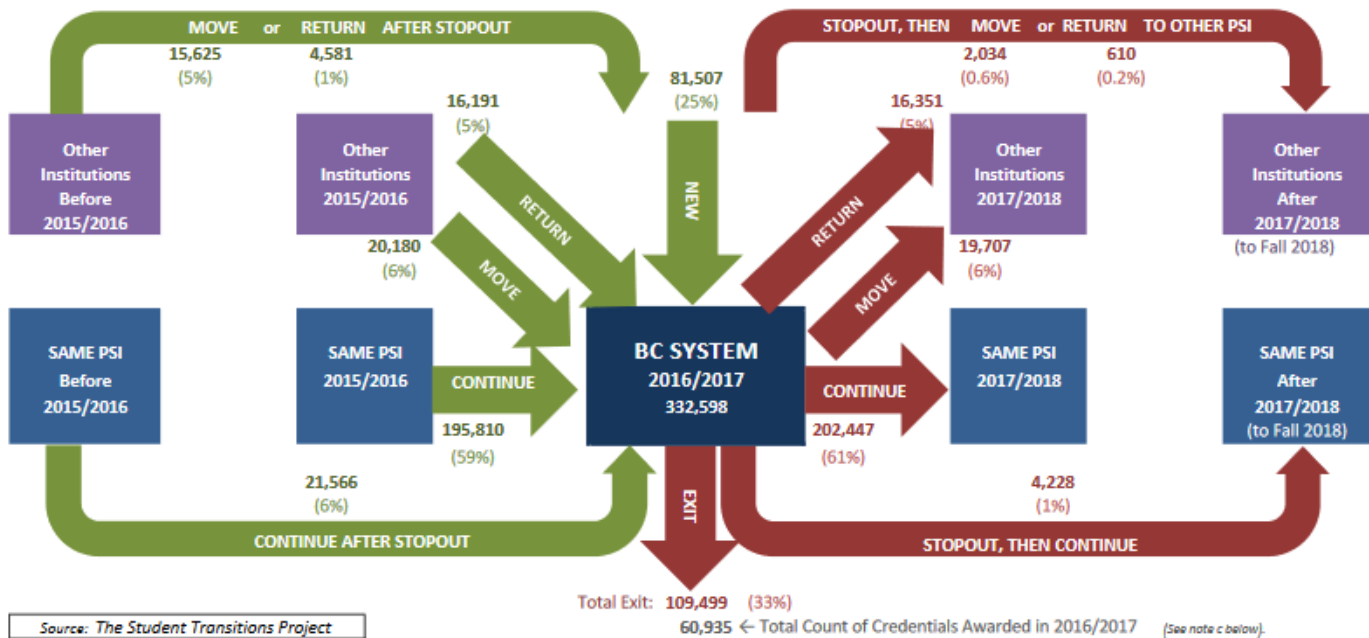 MOVE or RETURN AFTER STOPOUT
15,625 4,581
(5%) (1%)
STOPOUT, THEN MOVE or RETURN TO OTHER PSI
2,034 610
(0.6%) (0.2%)
81,507
(25%)
16,191
(5%)
16,351
(5%)
Other
Institutions
Before
2015/2016
Other
Institutions
2015/2016
RETURN
NEW
RETURN
Other
Institutions
2017/2018
Other
Institutions
After
2017/2018
(to Fall 2018)
20,180
(6%)
MOVE
MOVE
19,707
(6%)
SAME PSI
Before
2015/2016
SAME PSI
2015/2016
CONTINUE
195,810
(59%)
BC SYSTEM
2016/2017
332,598
CONTINUE
202,447
(61%)
SAME PSI
2017/2018
SAME PSI
After
2017/2018
(to Fall 2018)
21,566
(6%)
CONTINUE AFTER STOPOUT
EXIT
4,228
(1%)
STOPOUT, THEN CONTINUE
Total Exit: 109,499 (33%)
Source: The Student Transitions Project
60,935 ← Total Count of Credentials Awarded in 2016/2017 (See note c below).